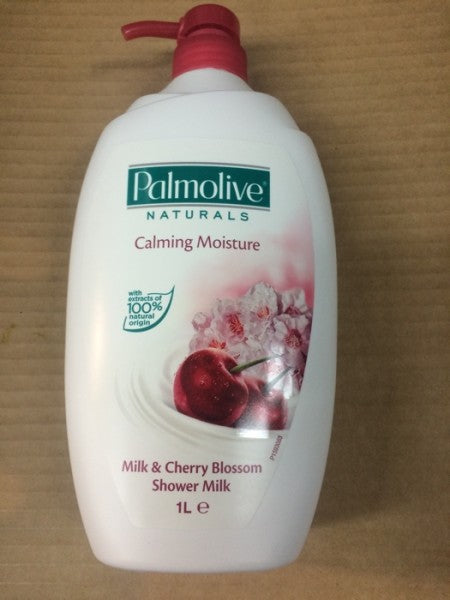 Palmolive®
NATURALS
Calming Moisture
with
extracts of
100%
natural
origin
Milk & Cherry Blossom
Shower Milk
1L ℮